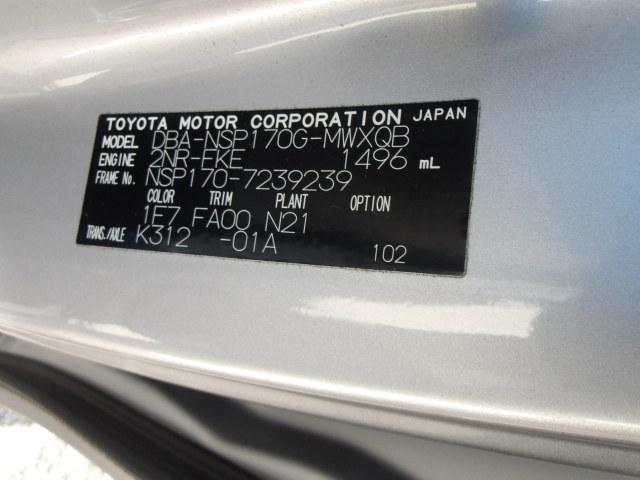 TOYOTA MOTOR CORPORATION JAPAN
MODEL DBA-NSP170G-MWXQB
ENGINE 2NR-FKE 1496 mL
FRAME No. NSP170-7239239
COLOR TRIM PLANT OPTION
1F7 FA00 N21
TRANS./AXLE K312 -01A 102